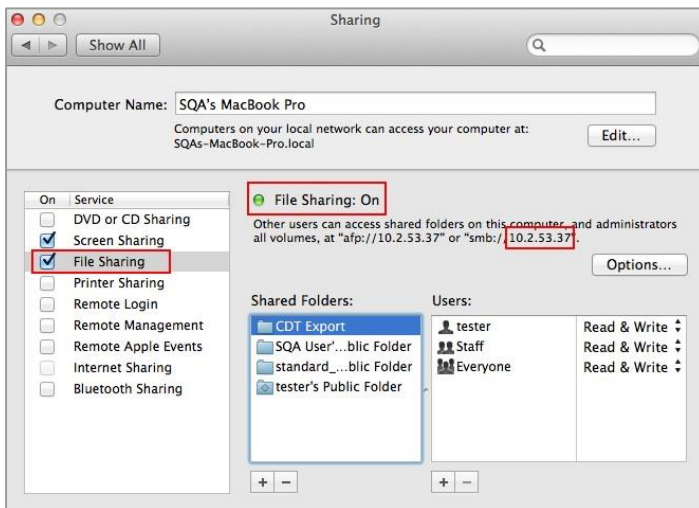 Sharing
Show All
Computer Name: SQA's MacBook Pro
Computers on your local network can access your computer at:
SQAs-MacBook-Pro.local
Edit...
On Service
DVD or CD Sharing
Screen Sharing
File Sharing
Printer Sharing
Remote Login
Remote Management
Remote Apple Events
Internet Sharing
Bluetooth Sharing
File Sharing: On
Other users can access shared folders on this computer, and administrators
all volumes, at "afp://10.2.53.37" or "smb://10.2.53.37".
Options...
Shared Folders:
CDT Export
SQA User'...blic Folder
standard_...blic Folder
tester's Public Folder
+ −
Users:
tester Read & Write
Staff Read & Write
Everyone Read & Write
+ −